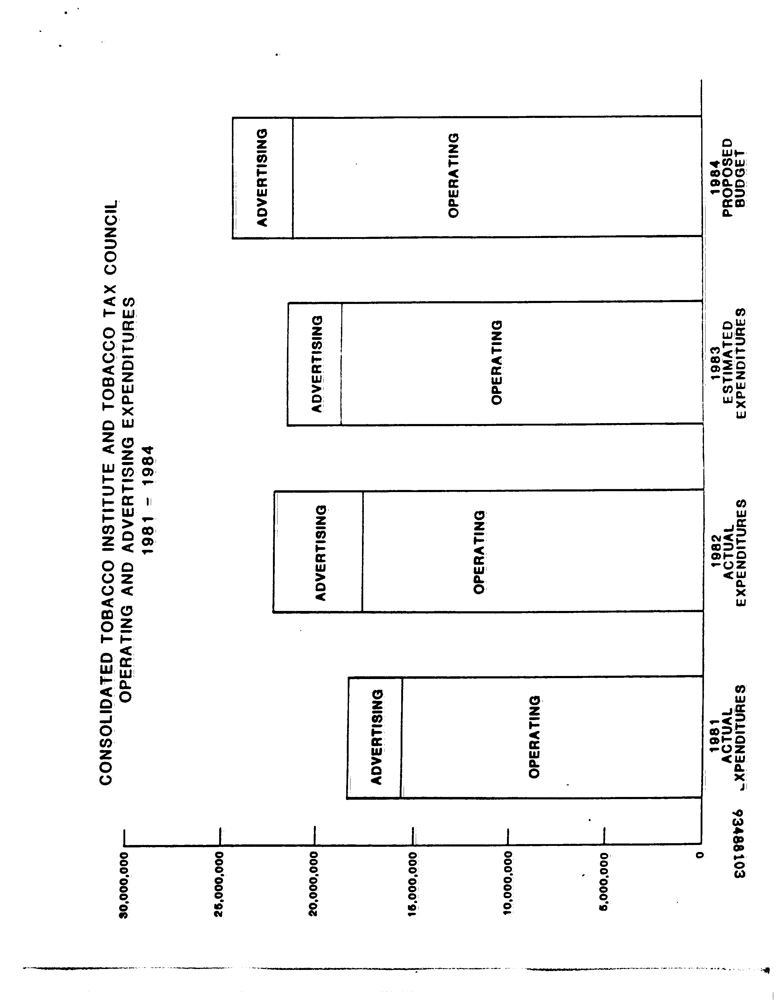 CONSOLIDATED TOBACCO INSTITUTE AND TOBACCO TAX COUNCIL
OPERATING AND ADVERTISING EXPENDITURES
1981 - 1984
30,000,000
25,000,000
20,000,000
15,000,000
10,000,000
5,000,000
0
ADVERTISING
OPERATING
1981
ACTUAL
XPENDITURES
ADVERTISING
OPERATING
1982
ACTUAL
EXPENDITURES
ADVERTISING
OPERATING
1983
ESTIMATED
EXPENDITURES
ADVERTISING
OPERATING
1984
PROPOSED
BUDGET
93488103